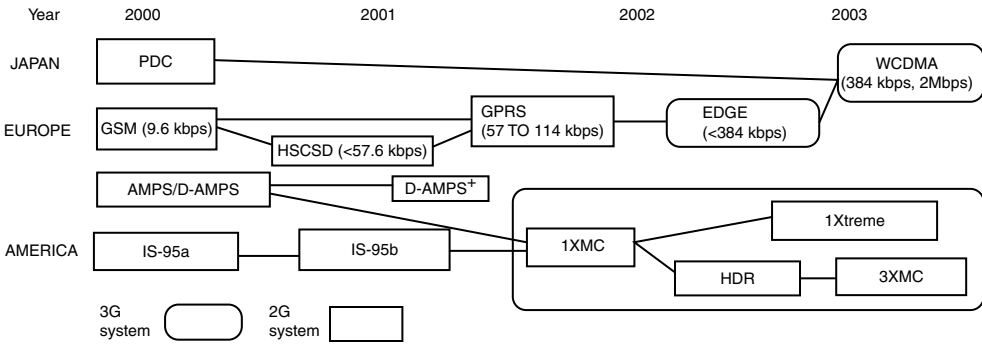 Year 2000 2001 2002 2003
JAPAN PDC WCDMA
(384 kbps, 2Mbps)
EUROPE GSM (9.6 kbps) HSCSD (<57.6 kbps) GPRS
(57 TO 114 kbps)
EDGE
(<384 kbps)
AMPS/D-AMPS D-AMPS+
AMERICA IS-95a IS-95b 1XMC 1Xtreme
HDR 3XMC
3G
system
2G
system